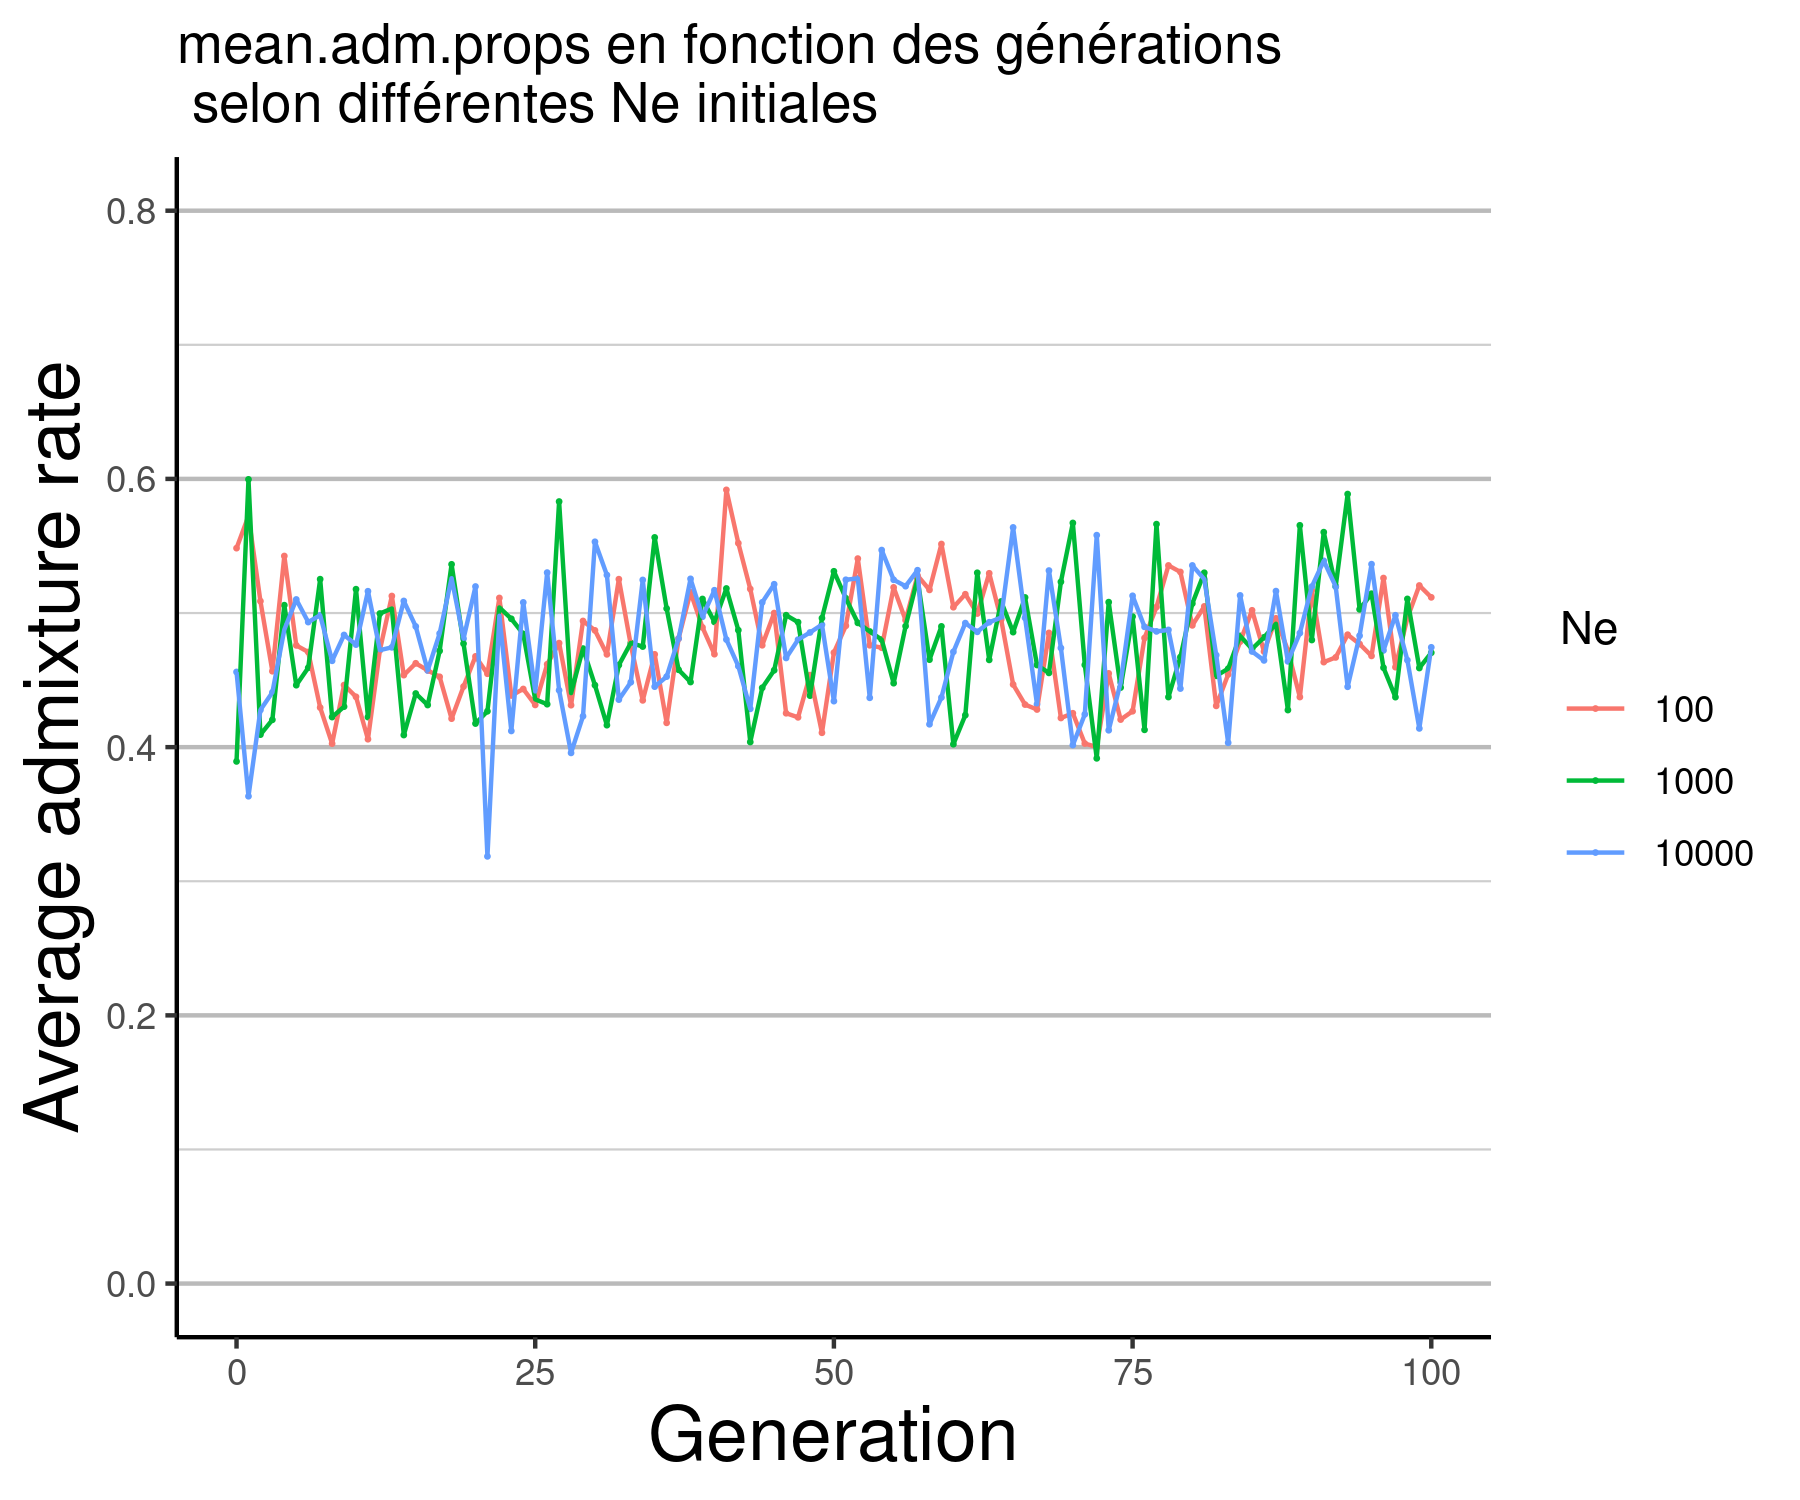 mean.adm.props en fonction des générations
selon différentes Ne initiales
Average admixture rate
0.8
0.6
0.4
0.2
0.0
0
25
50
75
100
Generation
Ne
100
1000
10000